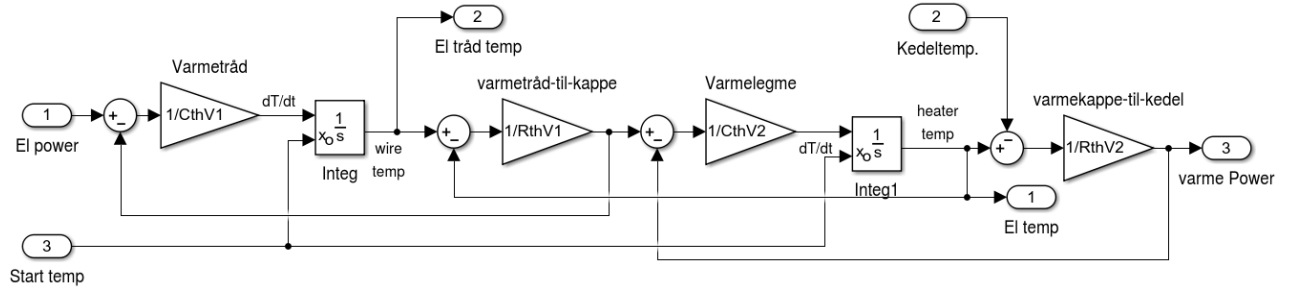 2
El tråd temp
2
Kedeltemp.
Varmetråd
varmetråd-til-kappe
Varmelegme
varmekappe-til-kedel
1
El power
+
−
1/CthV1
dT/dt
1
s
xo
Integ
wire
temp
+
−
1/RthV1
+
−
1/CthV2
dT/dt
1
s
xo
Integ1
heater
temp
−
+
1/RthV2
3
varme Power
1
El temp
3
Start temp